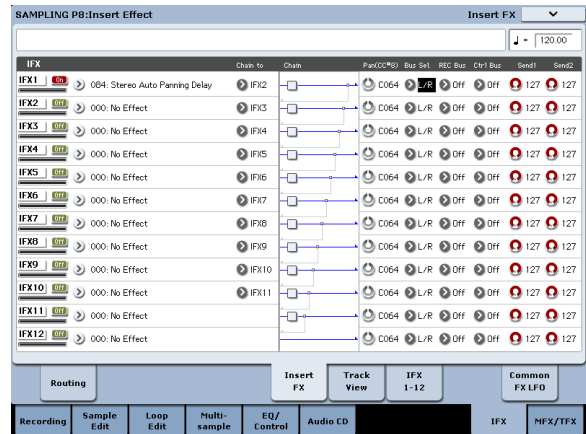 SAMPLING P8:Insert Effect Insert FX
♩ = 120.00
IFX Chain to Chain Pan(CC#8) Bus Sel. REC Bus Ctrl Bus Send1 Send2
IFX1 On 084: Stereo Auto Panning Delay IFX2 C064 L/R Off Off 127 127
IFX2 Off 000: No Effect IFX3 C064 L/R Off Off 127 127
IFX3 Off 000: No Effect IFX4 C064 L/R Off Off 127 127
IFX4 Off 000: No Effect IFX5 C064 L/R Off Off 127 127
IFX5 Off 000: No Effect IFX6 C064 L/R Off Off 127 127
IFX6 Off 000: No Effect IFX7 C064 L/R Off Off 127 127
IFX7 Off 000: No Effect IFX8 C064 L/R Off Off 127 127
IFX8 Off 000: No Effect IFX9 C064 L/R Off Off 127 127
IFX9 Off 000: No Effect IFX10 C064 L/R Off Off 127 127
IFX10 Off 000: No Effect IFX11 C064 L/R Off Off 127 127
IFX11 Off 000: No Effect C064 L/R Off Off 127 127
IFX12 Off 000: No Effect C064 L/R Off Off 127 127
Routing Insert FX Track View IFX 1-12 Common FX LFO
Recording Sample Edit Loop Edit Multi-sample EQ/Control Audio CD IFX MFX/TFX